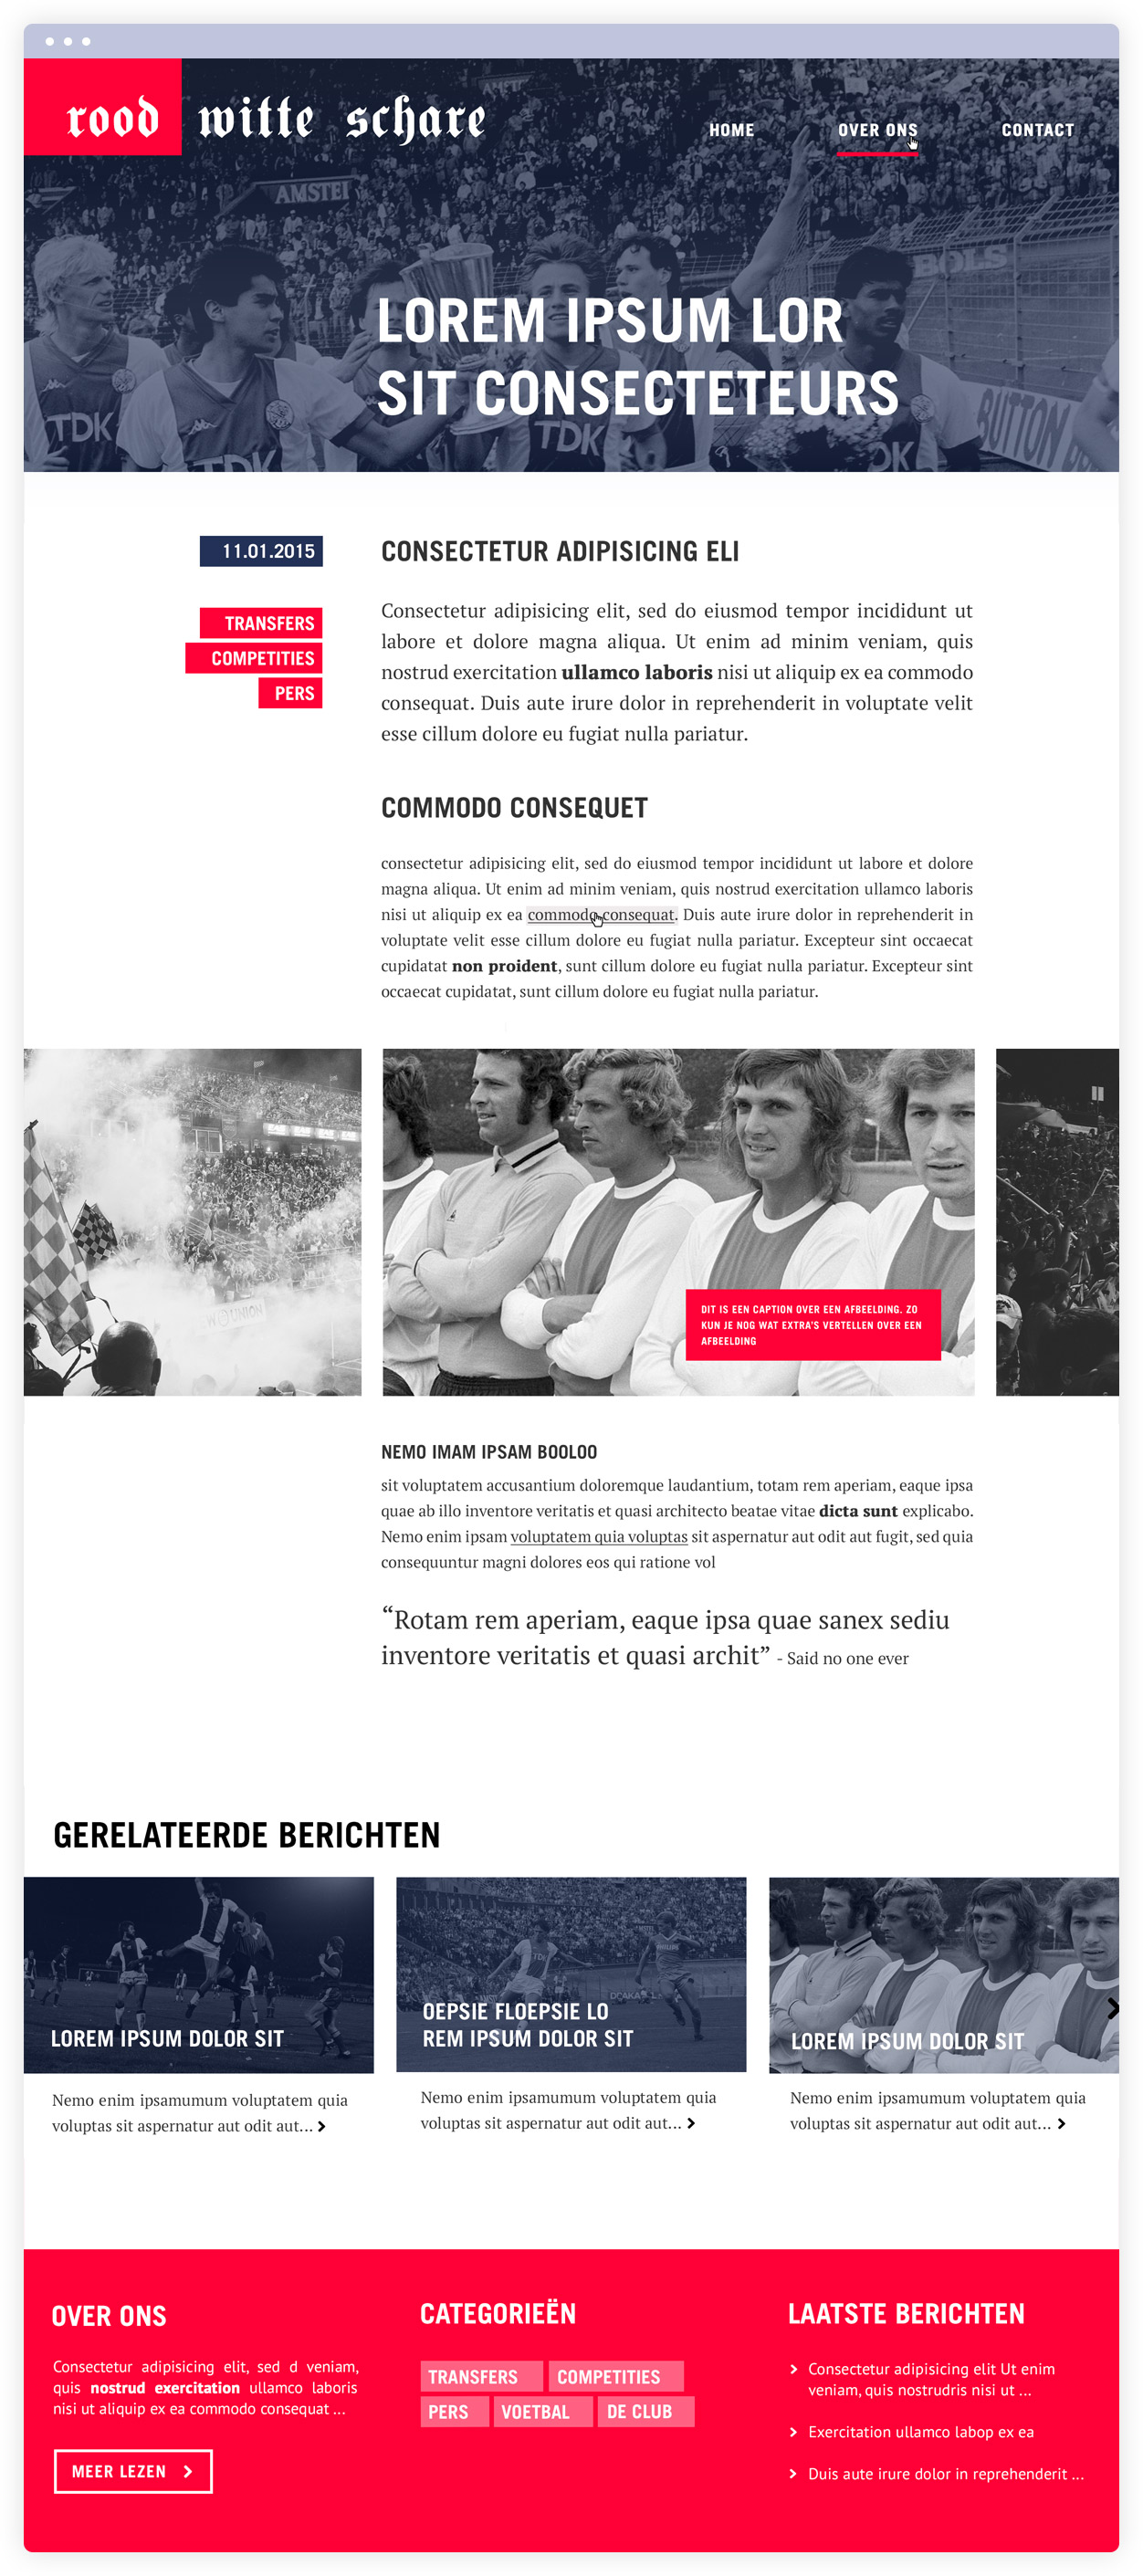 rood witte schare
HOME OVER ONS CONTACT
AMSTEL
BOLS
LOREM IPSUM LOR
SIT CONSECTETEURS
TDK
TDK
TDK
DK
BUTTON
11.01.2015
TRANSFERS
COMPETITIES
PERS
CONSECTETUR ADIPISICING ELI
Consectetur adipisicing elit, sed do eiusmod tempor incididunt ut
labore et dolore magna aliqua. Ut enim ad minim veniam, quis
nostrud exercitation ullamco laboris nisi ut aliquip ex ea commodo
consequat. Duis aute irure dolor in reprehenderit in voluptate velit
esse cillum dolore eu fugiat nulla pariatur.
COMMODO CONSEQUET
consectetur adipisicing elit, sed do eiusmod tempor incididunt ut labore et dolore
magna aliqua. Ut enim ad minim veniam, quis nostrud exercitation ullamco laboris
nisi ut aliquip ex ea commodo consequat. Duis aute irure dolor in reprehenderit in
voluptate velit esse cillum dolore eu fugiat nulla pariatur. Excepteur sint occaecat
cupidatat non proident, sunt cillum dolore eu fugiat nulla pariatur. Excepteur sint
occaecat cupidatat, sunt cillum dolore eu fugiat nulla pariatur.
UNION
DIT IS EEN CAPTION OVER EEN AFBEELDING. ZO
KUN JE NOG WAT EXTRA'S VERTELLEN OVER EEN
AFBEELDING
NEMO IMAM IPSAM BOOLOO
sit voluptatem accusantium doloremque laudantium, totam rem aperiam, eaque ipsa
quae ab illo inventore veritatis et quasi architecto beatae vitae dicta sunt explicabo.
Nemo enim ipsam voluptatem quia voluptas sit aspernatur aut odit aut fugit, sed quia
consequuntur magni dolores eos qui ratione vol
“Rotam rem aperiam, eaque ipsa quae sanex sediu
inventore veritatis et quasi archit” - Said no one ever
GERELATEERDE BERICHTEN
LOREM IPSUM DOLOR SIT
Nemo enim ipsamumum voluptatem quia
voluptas sit aspernatur aut odit aut...
OEPSIE FLOEPSIE LO
REM IPSUM DOLOR SIT
Nemo enim ipsamumum voluptatem quia
voluptas sit aspernatur aut odit aut...
LOREM IPSUM DOLOR SIT
Nemo enim ipsamumum voluptatem quia
voluptas sit aspernatur aut odit aut...
OVER ONS
Consectetur adipisicing elit, sed d veniam,
quis nostrud exercitation ullamco laboris
nisi ut aliquip ex ea commodo consequat ...
MEER LEZEN
CATEGORIEËN
TRANSFERS COMPETITIES
PERS VOETBAL DE CLUB
LAATSTE BERICHTEN
Consectetur adipisicing elit Ut enim
veniam, quis nostrudris nisi ut ...
Exercitation ullamco labop ex ea
Duis aute irure dolor in reprehenderit ...